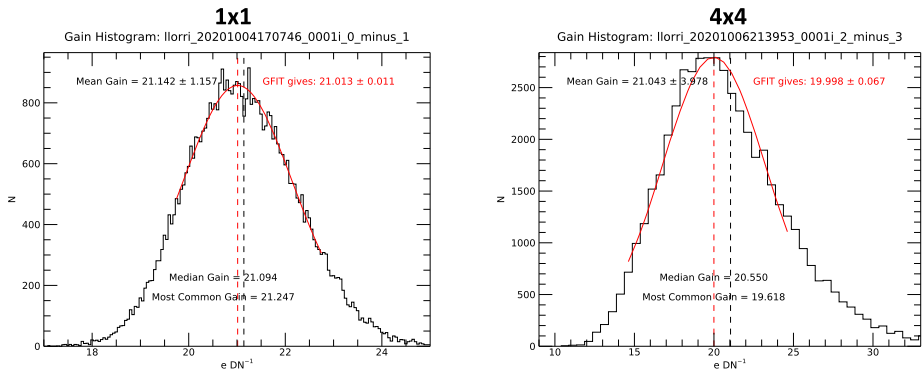 1x1
Gain Histogram: llorri_20201004170746_0001i_0_minus_1
Mean Gain = 21.142 ± 1.157
GFIT gives: 21.013 ± 0.011
Median Gain = 21.094
Most Common Gain = 21.247
N
800
600
400
200
0
18
20
22
24
e DN⁻¹
4x4
Gain Histogram: llorri_20201006213953_0001i_2_minus_3
Mean Gain = 21.043 ± 3.978
GFIT gives: 19.998 ± 0.067
Median Gain = 20.550
Most Common Gain = 19.618
N
2500
2000
1500
1000
500
0
10
15
20
25
30
e DN⁻¹